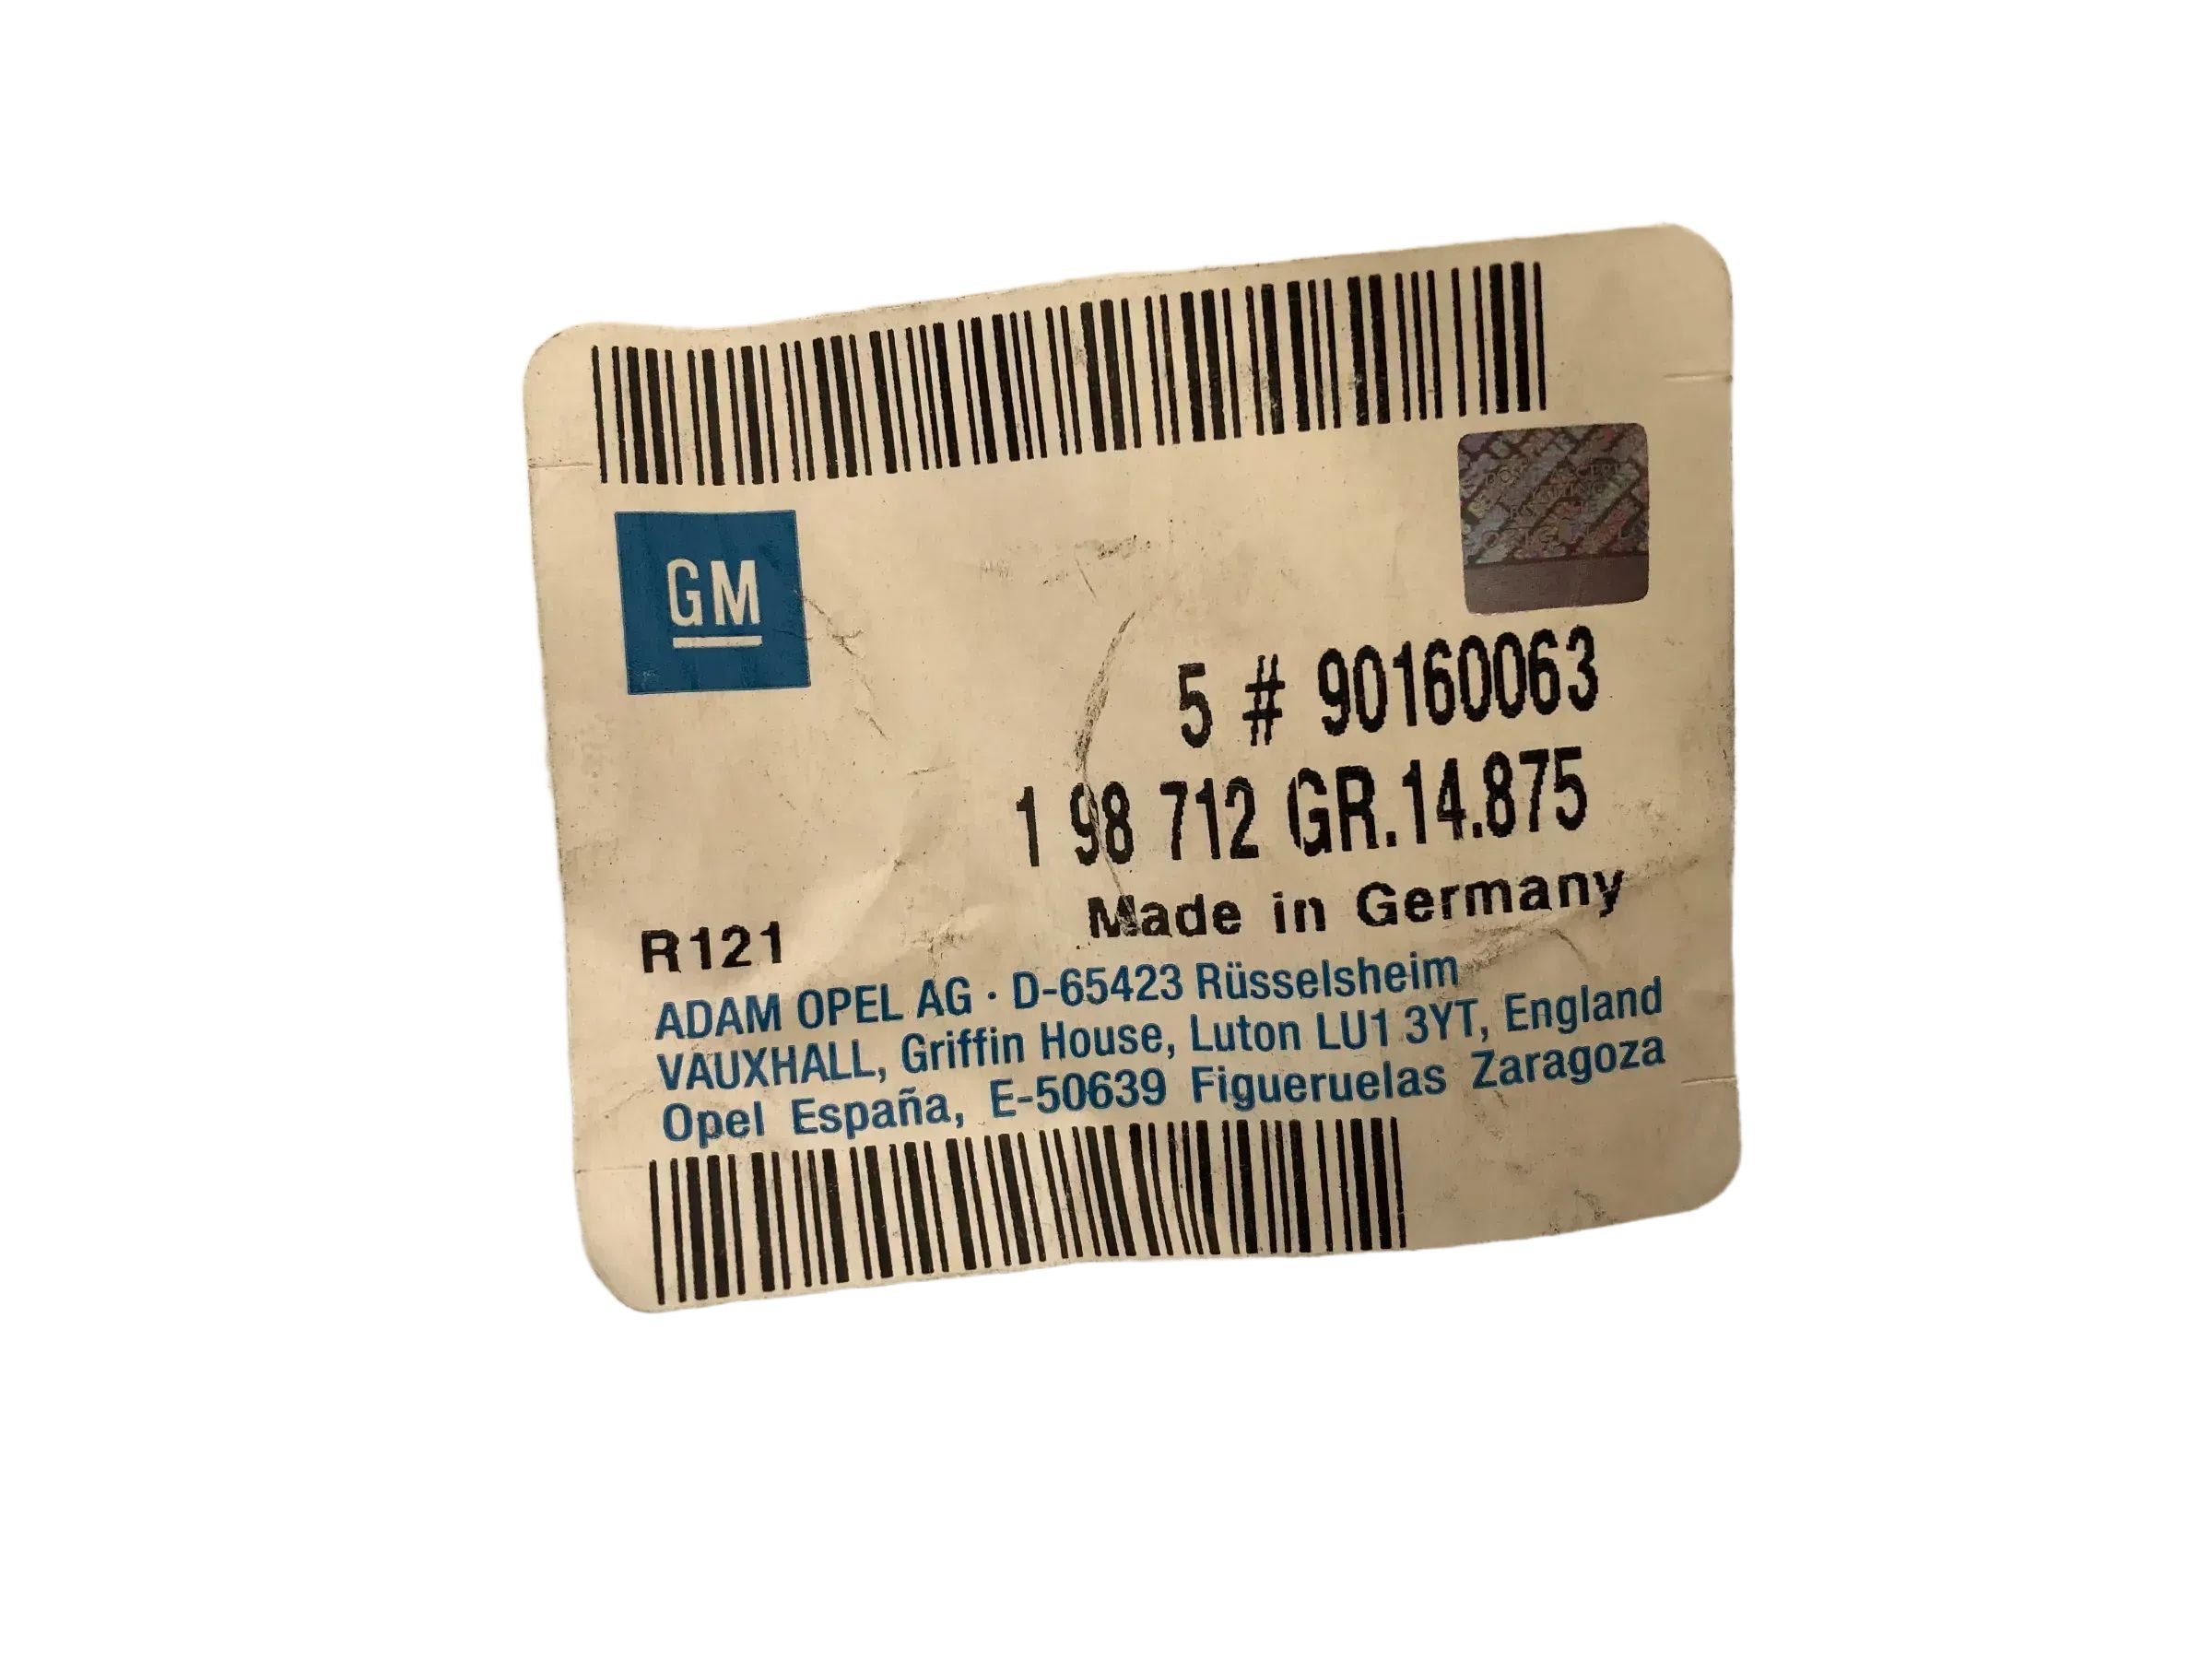 GM
5 # 90160063
1 98 712 GR.14.875
Made in Germany
R121
ADAM OPEL AG · D-65423 Rüsselsheim
VAUXHALL, Griffin House, Luton LU1 3YT, England
Opel España, E-50639 Figueruelas Zaragoza